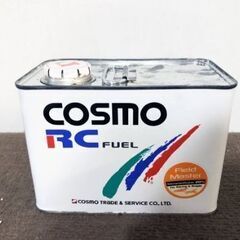 COSMO
RC FUEL
Field
Master
COSMO TRADE & SERVICE CO., LTD.